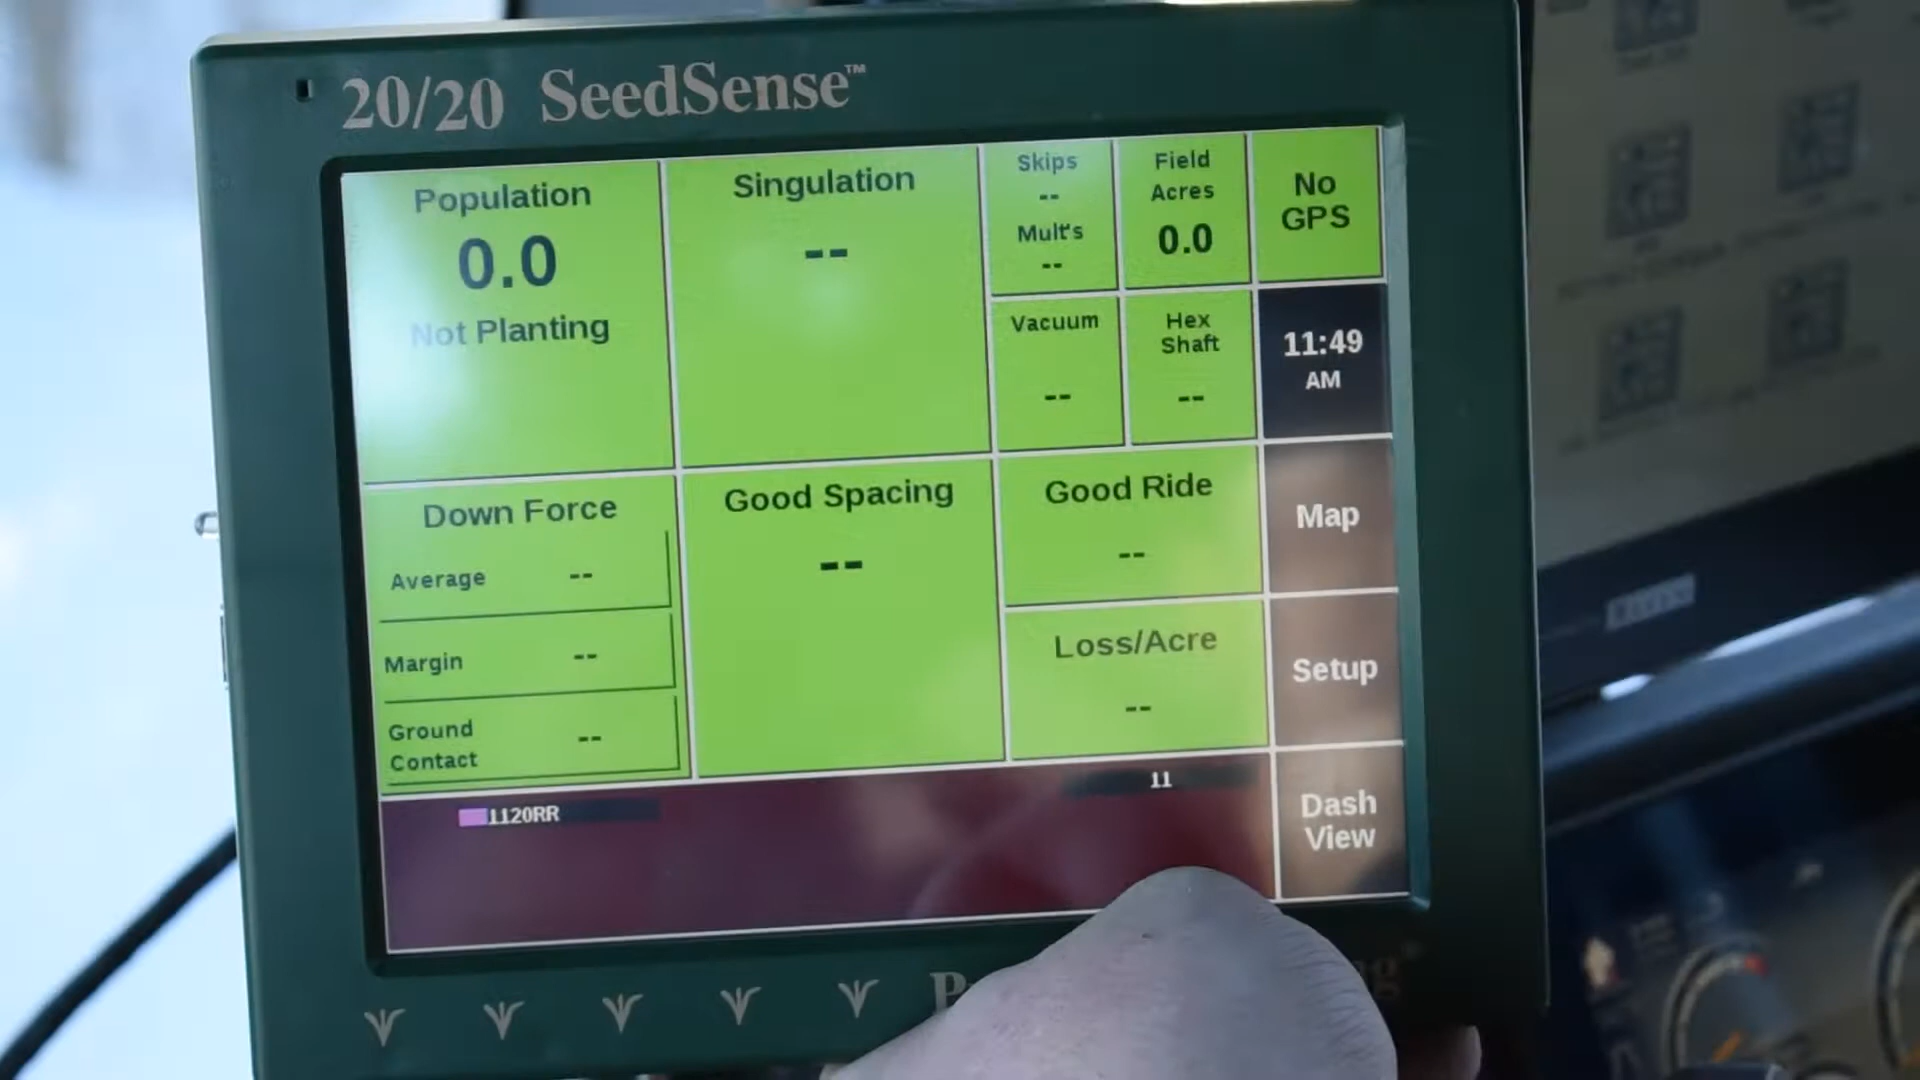 20/20 SeedSense™
Population
0.0
Not Planting
Singulation
--
Skips
--
Mult's
--
Field
Acres
0.0
No
GPS
Vacuum
--
Hex
Shaft
--
11:49
AM
Down Force
Average --
Margin --
Ground
Contact --
Good Spacing
--
Good Ride
--
Loss/Acre
--
Map
Setup
Dash
View
1120RR
11